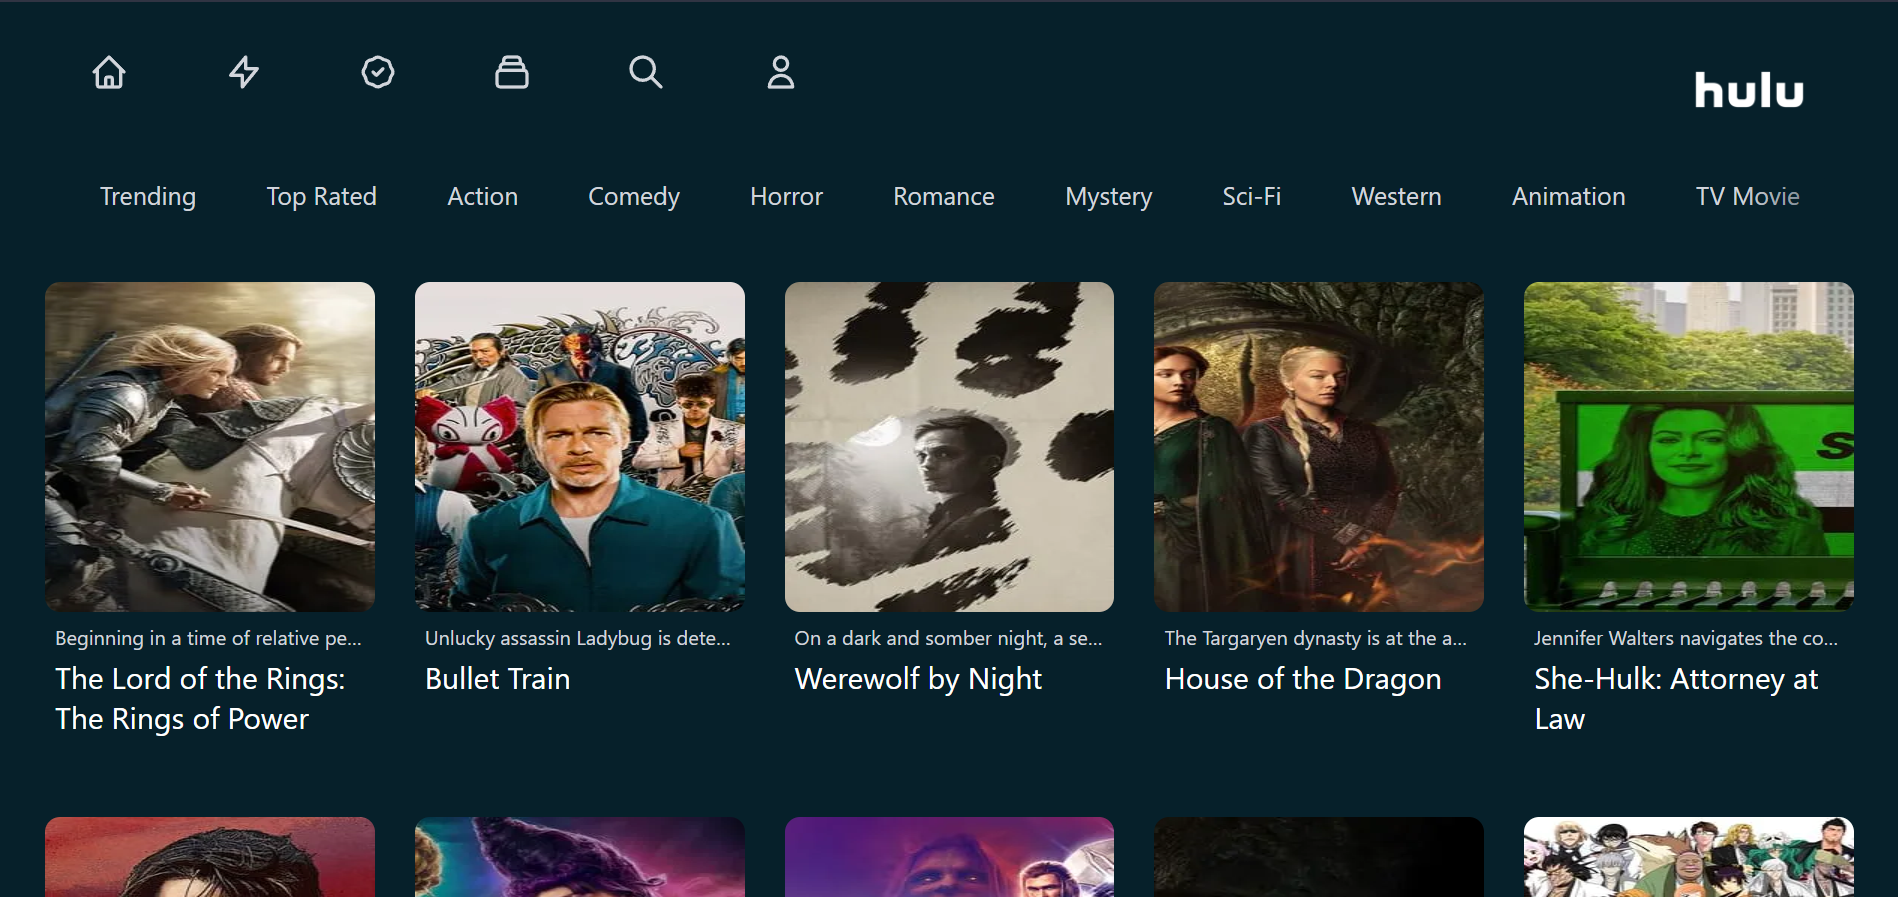 hulu
Trending Top Rated Action Comedy Horror Romance Mystery Sci-Fi Western Animation TV Movie
Beginning in a time of relative pe...
The Lord of the Rings:
The Rings of Power
Unlucky assassin Ladybug is dete...
Bullet Train
On a dark and somber night, a se...
Werewolf by Night
The Targaryen dynasty is at the a...
House of the Dragon
S
Jennifer Walters navigates the co...
She-Hulk: Attorney at
Law